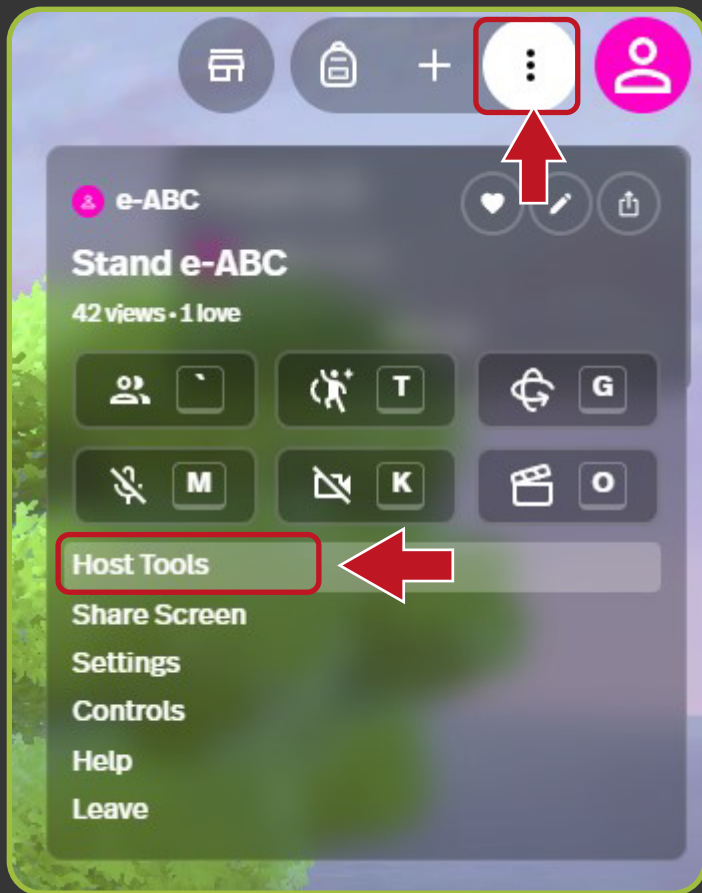 e-ABC
Stand e-ABC
42 views • 1 love
` T G
M K O
Host Tools
Share Screen
Settings
Controls
Help
Leave